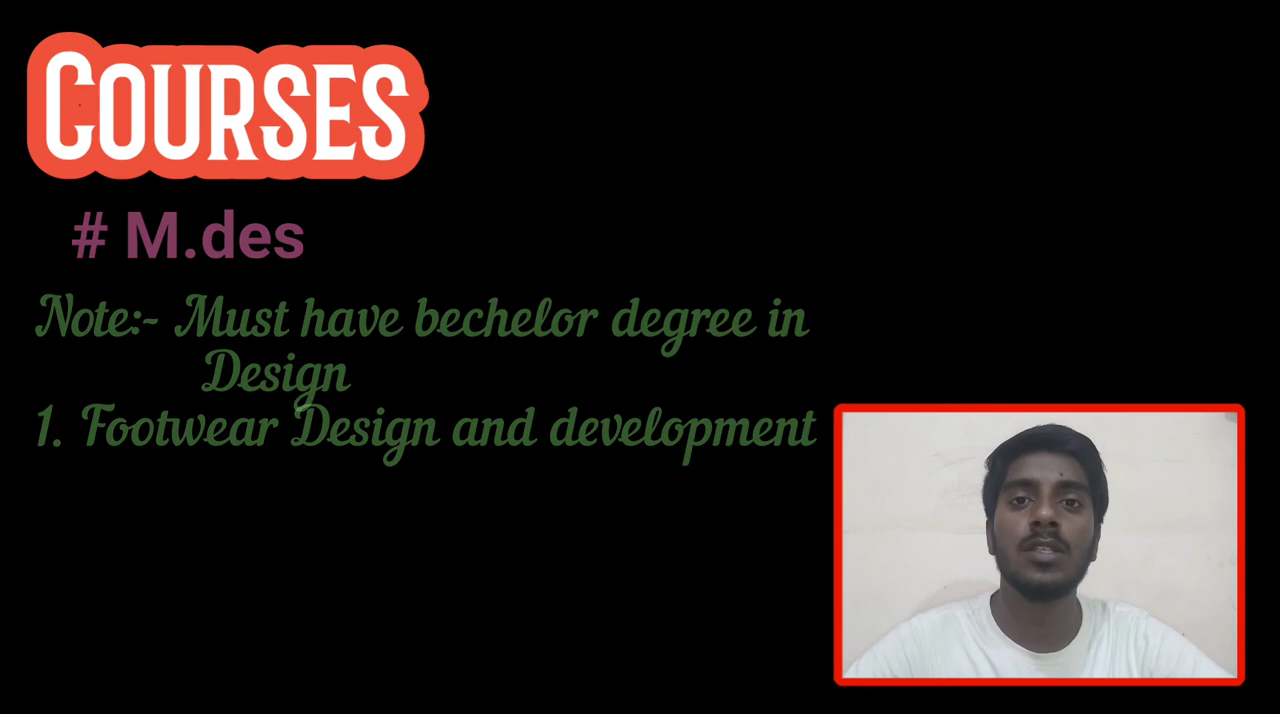 COURSES
# M.des
Note:- Must have bechelor degree in
Design
1. Footwear Design and development